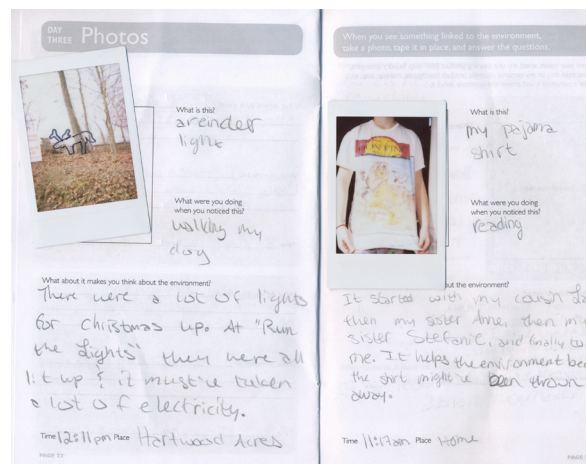 DAY
THREE Photos
What is this?
a reinder
light
What were you doing
when you noticed this?
walking my
dog
What about it makes you think about the environment?
There were a lot of lights
for Christmas up. At "Run
the Lights" they were all
lit up & it must've taken
a lot of electricity.
Time 12:11pm Place Hartwood Acres
When you see something linked to the environment,
take a photo, tape it in place, and answer the questions.
What is this?
my pajama
shirt
What were you doing
when you noticed this?
reading
out the environment?
It started with my cousin
then my sister Anne, then my
sister Stefanie, and finally to
me. It helps the environment bec
the shirt might've been thrown
away.
Time 11:17am Place Home
PAGE